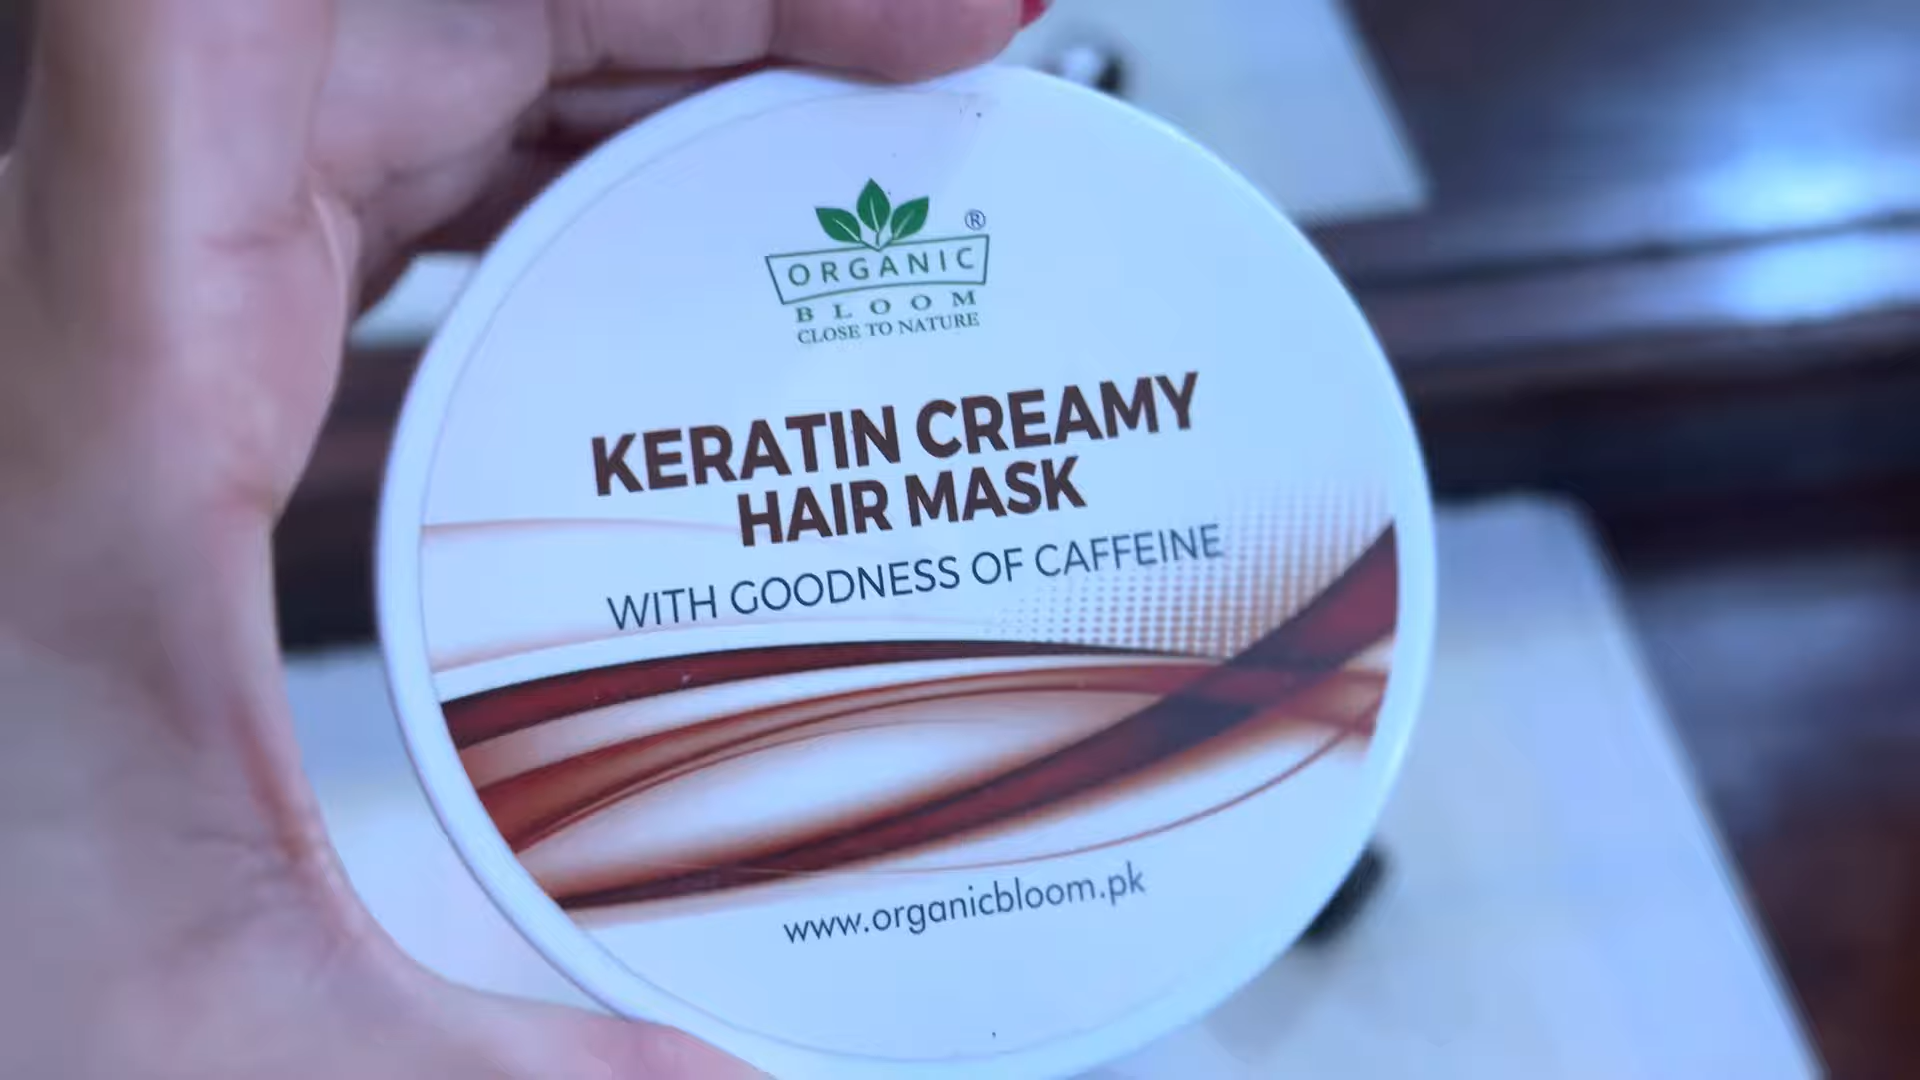 ®
ORGANIC
BLOOM
CLOSE TO NATURE
KERATIN CREAMY
HAIR MASK
WITH GOODNESS OF CAFFEINE
www.organicbloom.pk